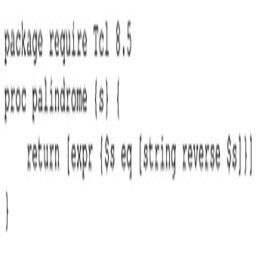 package require Tcl 8.5
proc palindrome {s} {
    return [expr {$s eq [string reverse $s]}]
}